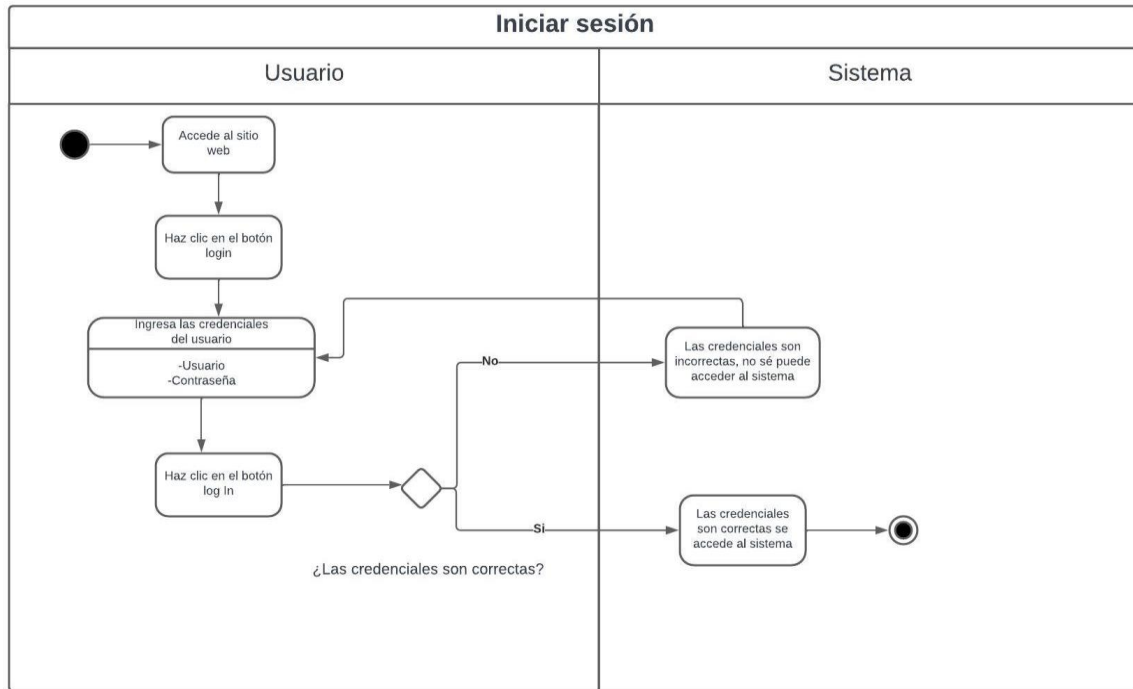 Iniciar sesión
Usuario
Sistema
Accede al sitio
web
Haz clic en el botón
login
Ingresa las credenciales
del usuario
-Usuario
-Contraseña
Haz clic en el botón
log In
No
Las credenciales son
incorrectas, no sé puede
acceder al sistema
Si
Las credenciales
son correctas se
accede al sistema
¿Las credenciales son correctas?